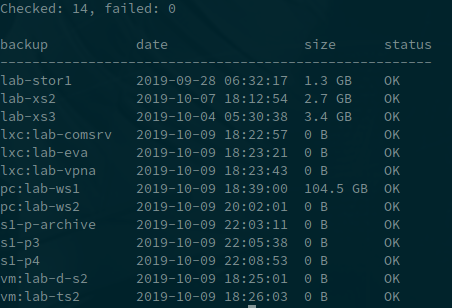 Checked: 14, failed: 0
backup date size status
------------------------------------------------------
lab-stor1 2019-09-28 06:32:17 1.3 GB OK
lab-xs2 2019-10-07 18:12:54 2.7 GB OK
lab-xs3 2019-10-04 05:30:38 3.4 GB OK
lxc:lab-comsrv 2019-10-09 18:22:57 0 B OK
lxc:lab-eva 2019-10-09 18:23:21 0 B OK
lxc:lab-vpna 2019-10-09 18:23:43 0 B OK
pc:lab-ws1 2019-10-09 18:39:00 104.5 GB OK
pc:lab-ws2 2019-10-09 20:02:01 0 B OK
s1-p-archive 2019-10-09 22:03:11 0 B OK
s1-p3 2019-10-09 22:05:38 0 B OK
s1-p4 2019-10-09 22:08:53 0 B OK
vm:lab-d-s2 2019-10-09 18:25:01 0 B OK
vm:lab-ts2 2019-10-09 18:26:03 0 B OK